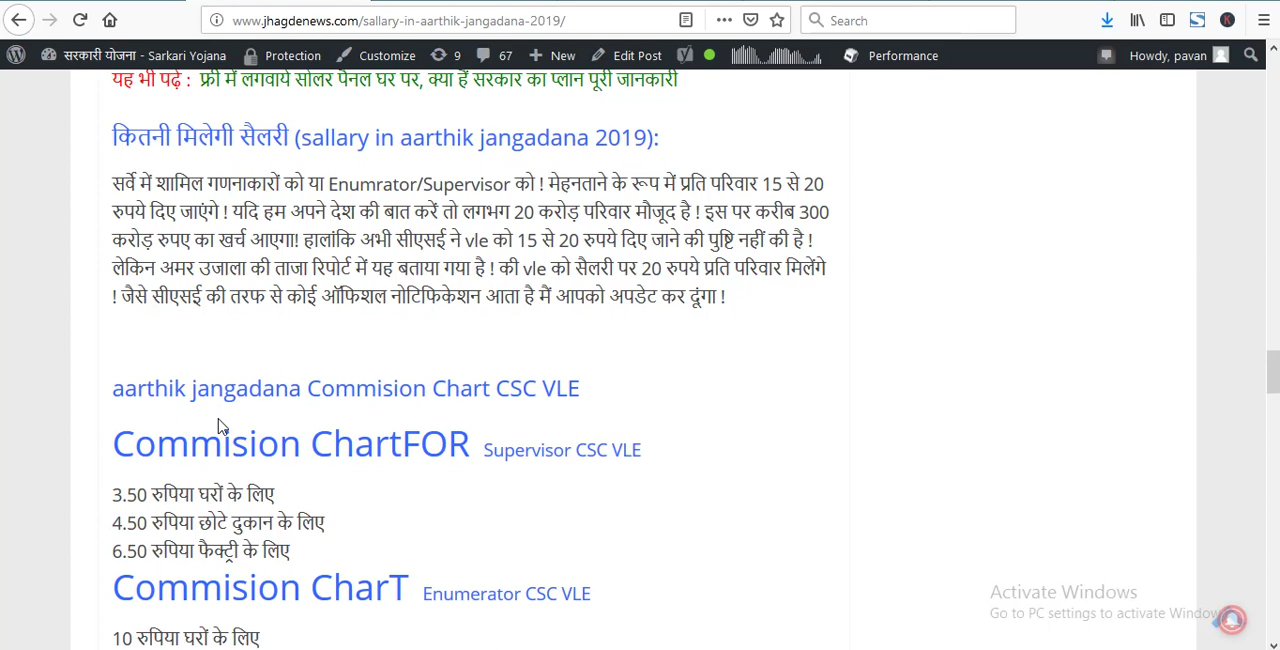 www.jhagdenews.com/sallary-in-aarthik-jangadana-2019/
Search
सरकारी योजना - Sarkari Yojana
Protection
Customize
9
67
New
Edit Post
Performance
Howdy, pavan
यह भी पढ़े : फ्री में लगवाये सोलर पैनल घर पर, क्या हैं सरकार का प्लान पूरी जानकारी
कितनी मिलेगी सैलरी (sallary in aarthik jangadana 2019):
सर्वे में शामिल गणनाकारों को या Enumrator/Supervisor को ! मेहनताने के रूप में प्रति परिवार 15 से 20
रुपये दिए जाएंगे ! यदि हम अपने देश की बात करें तो लगभग 20 करोड़ परिवार मौजूद है ! इस पर करीब 300
करोड़ रुपए का खर्च आएगा! हालांकि अभी सीएसई ने vle को 15 से 20 रुपये दिए जाने की पुष्टि नहीं की है !
लेकिन अमर उजाला की ताजा रिपोर्ट में यह बताया गया है ! की vle को सैलरी पर 20 रुपये प्रति परिवार मिलेंगे
! जैसे सीएसई की तरफ से कोई ऑफिशल नोटिफिकेशन आता है मैं आपको अपडेट कर दूंगा !
aarthik jangadana Commision Chart CSC VLE
Commision ChartFOR Supervisor CSC VLE
3.50 रुपिया घरों के लिए
4.50 रुपिया छोटे दुकान के लिए
6.50 रुपिया फैक्ट्री के लिए
Commision CharT Enumerator CSC VLE
10 रुपिया घरों के लिए
Activate Windows
Go to PC settings to activate Windows